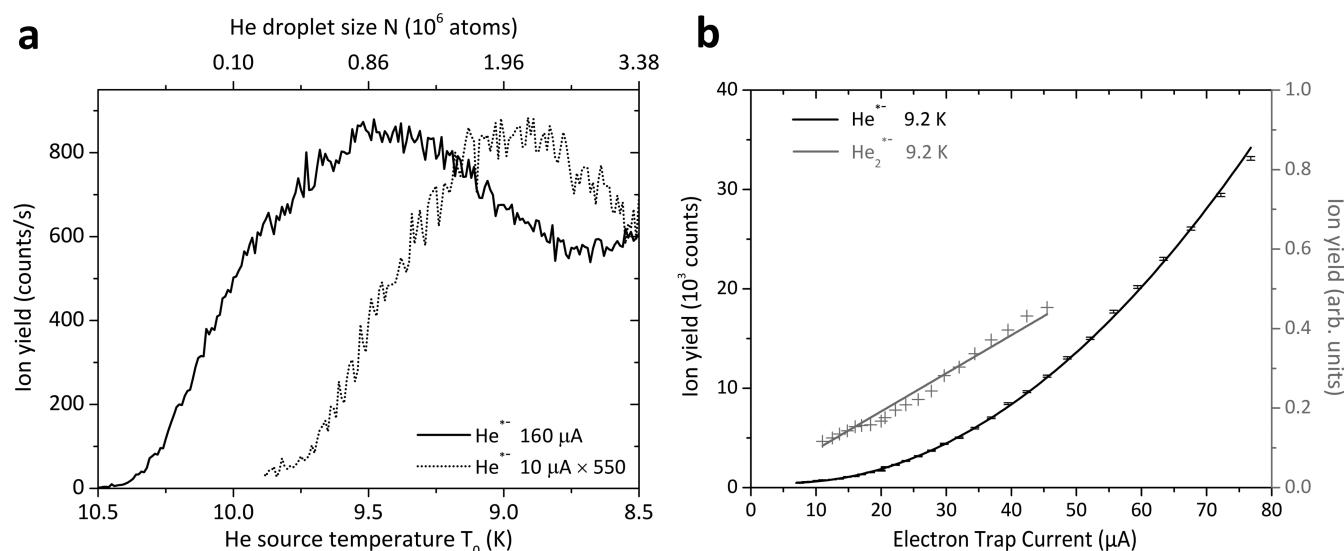 a
He droplet size N (10⁶ atoms)
0.10 0.86 1.96 3.38
Ion yield (counts/s)
800
600
400
200
0
He*⁻ 160 μA
He*⁻ 10 μA × 550
10.5 10.0 9.5 9.0 8.5
He source temperature T₀ (K)
b
Ion yield (10³ counts)
40
30
20
10
0
He*⁻ 9.2 K
He₂*⁻ 9.2 K
1.0
0.8
0.6
0.4
0.2
0.0
Ion yield (arb. units)
0 10 20 30 40 50 60 70 80
Electron Trap Current (μA)